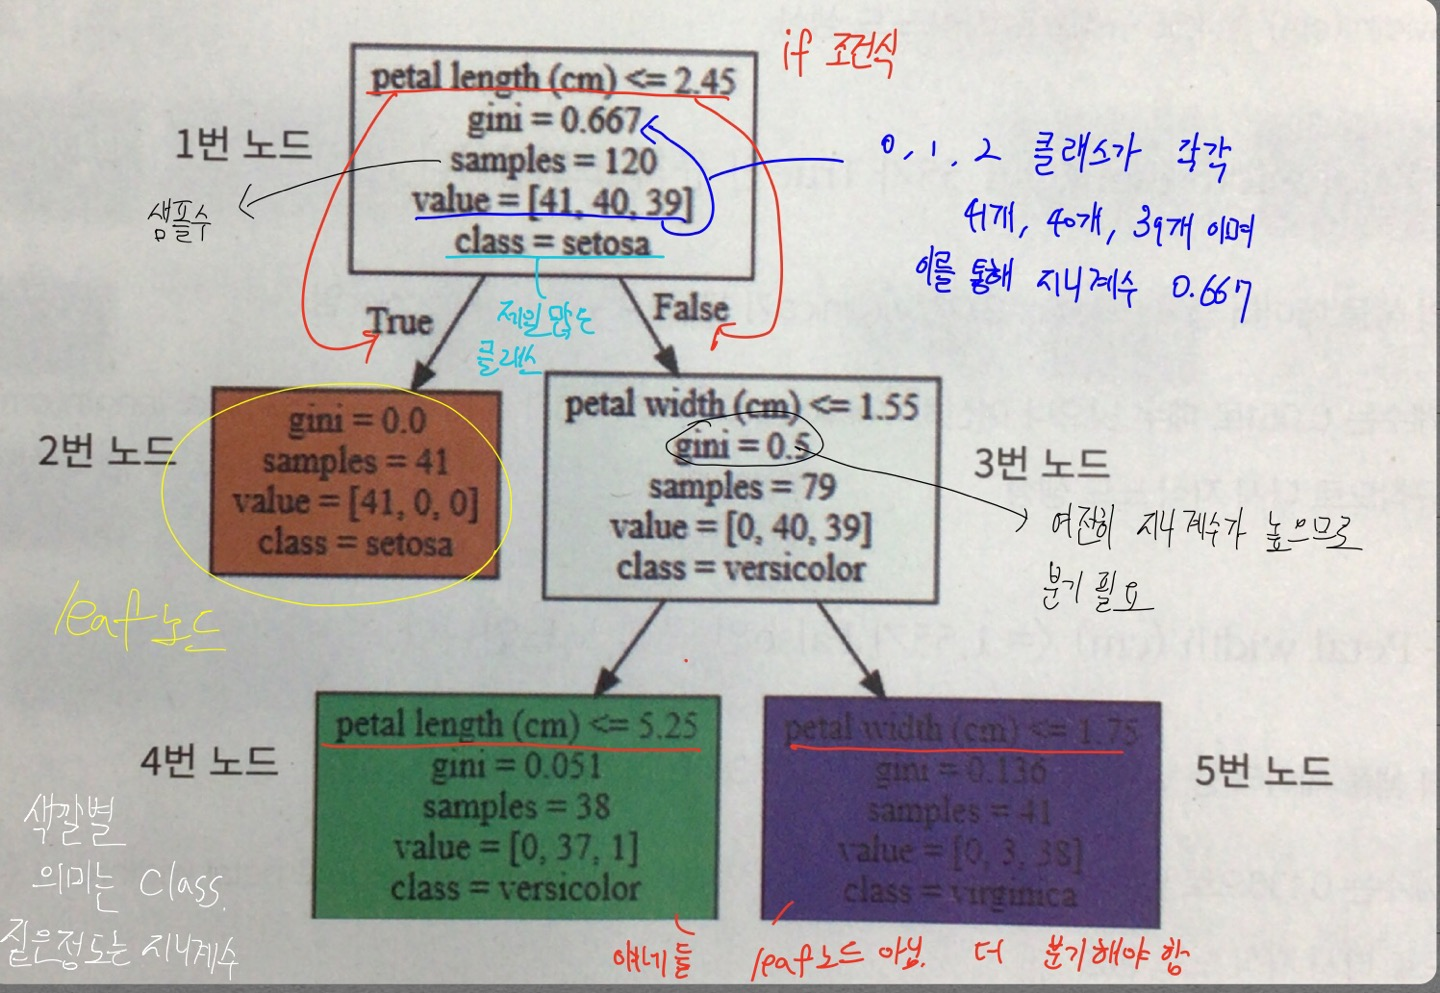 if 조건식
petal length (cm) <= 2.45
gini = 0.667
1번 노드
samples = 120
value = [41, 40, 39]
class = setosa
샘플수
0, 1, 2 클래스가 각각
41개, 40개, 39개 이며
이를 통해 지니계수 0.667
True
False
제일 많은
클래스
2번 노드
gini = 0.0
samples = 41
value = [41, 0, 0]
class = setosa
leaf 노드
petal width (cm) <= 1.55
gini = 0.5
samples = 79
value = [0, 40, 39]
class = versicolor
3번 노드
여전히 지니계수가 높으므로
분기 필요
4번 노드
petal length (cm) <= 5.25
gini = 0.051
samples = 38
value = [0, 37, 1]
class = versicolor
petal width (cm) <= 1.75
gini = 0.136
samples = 41
value = [0, 3, 38]
class = virginica
5번 노드
색깔별
의미는 class.
짙은정도는 지니계수
얘네들 leaf노드 아님. 더 분기해야 함